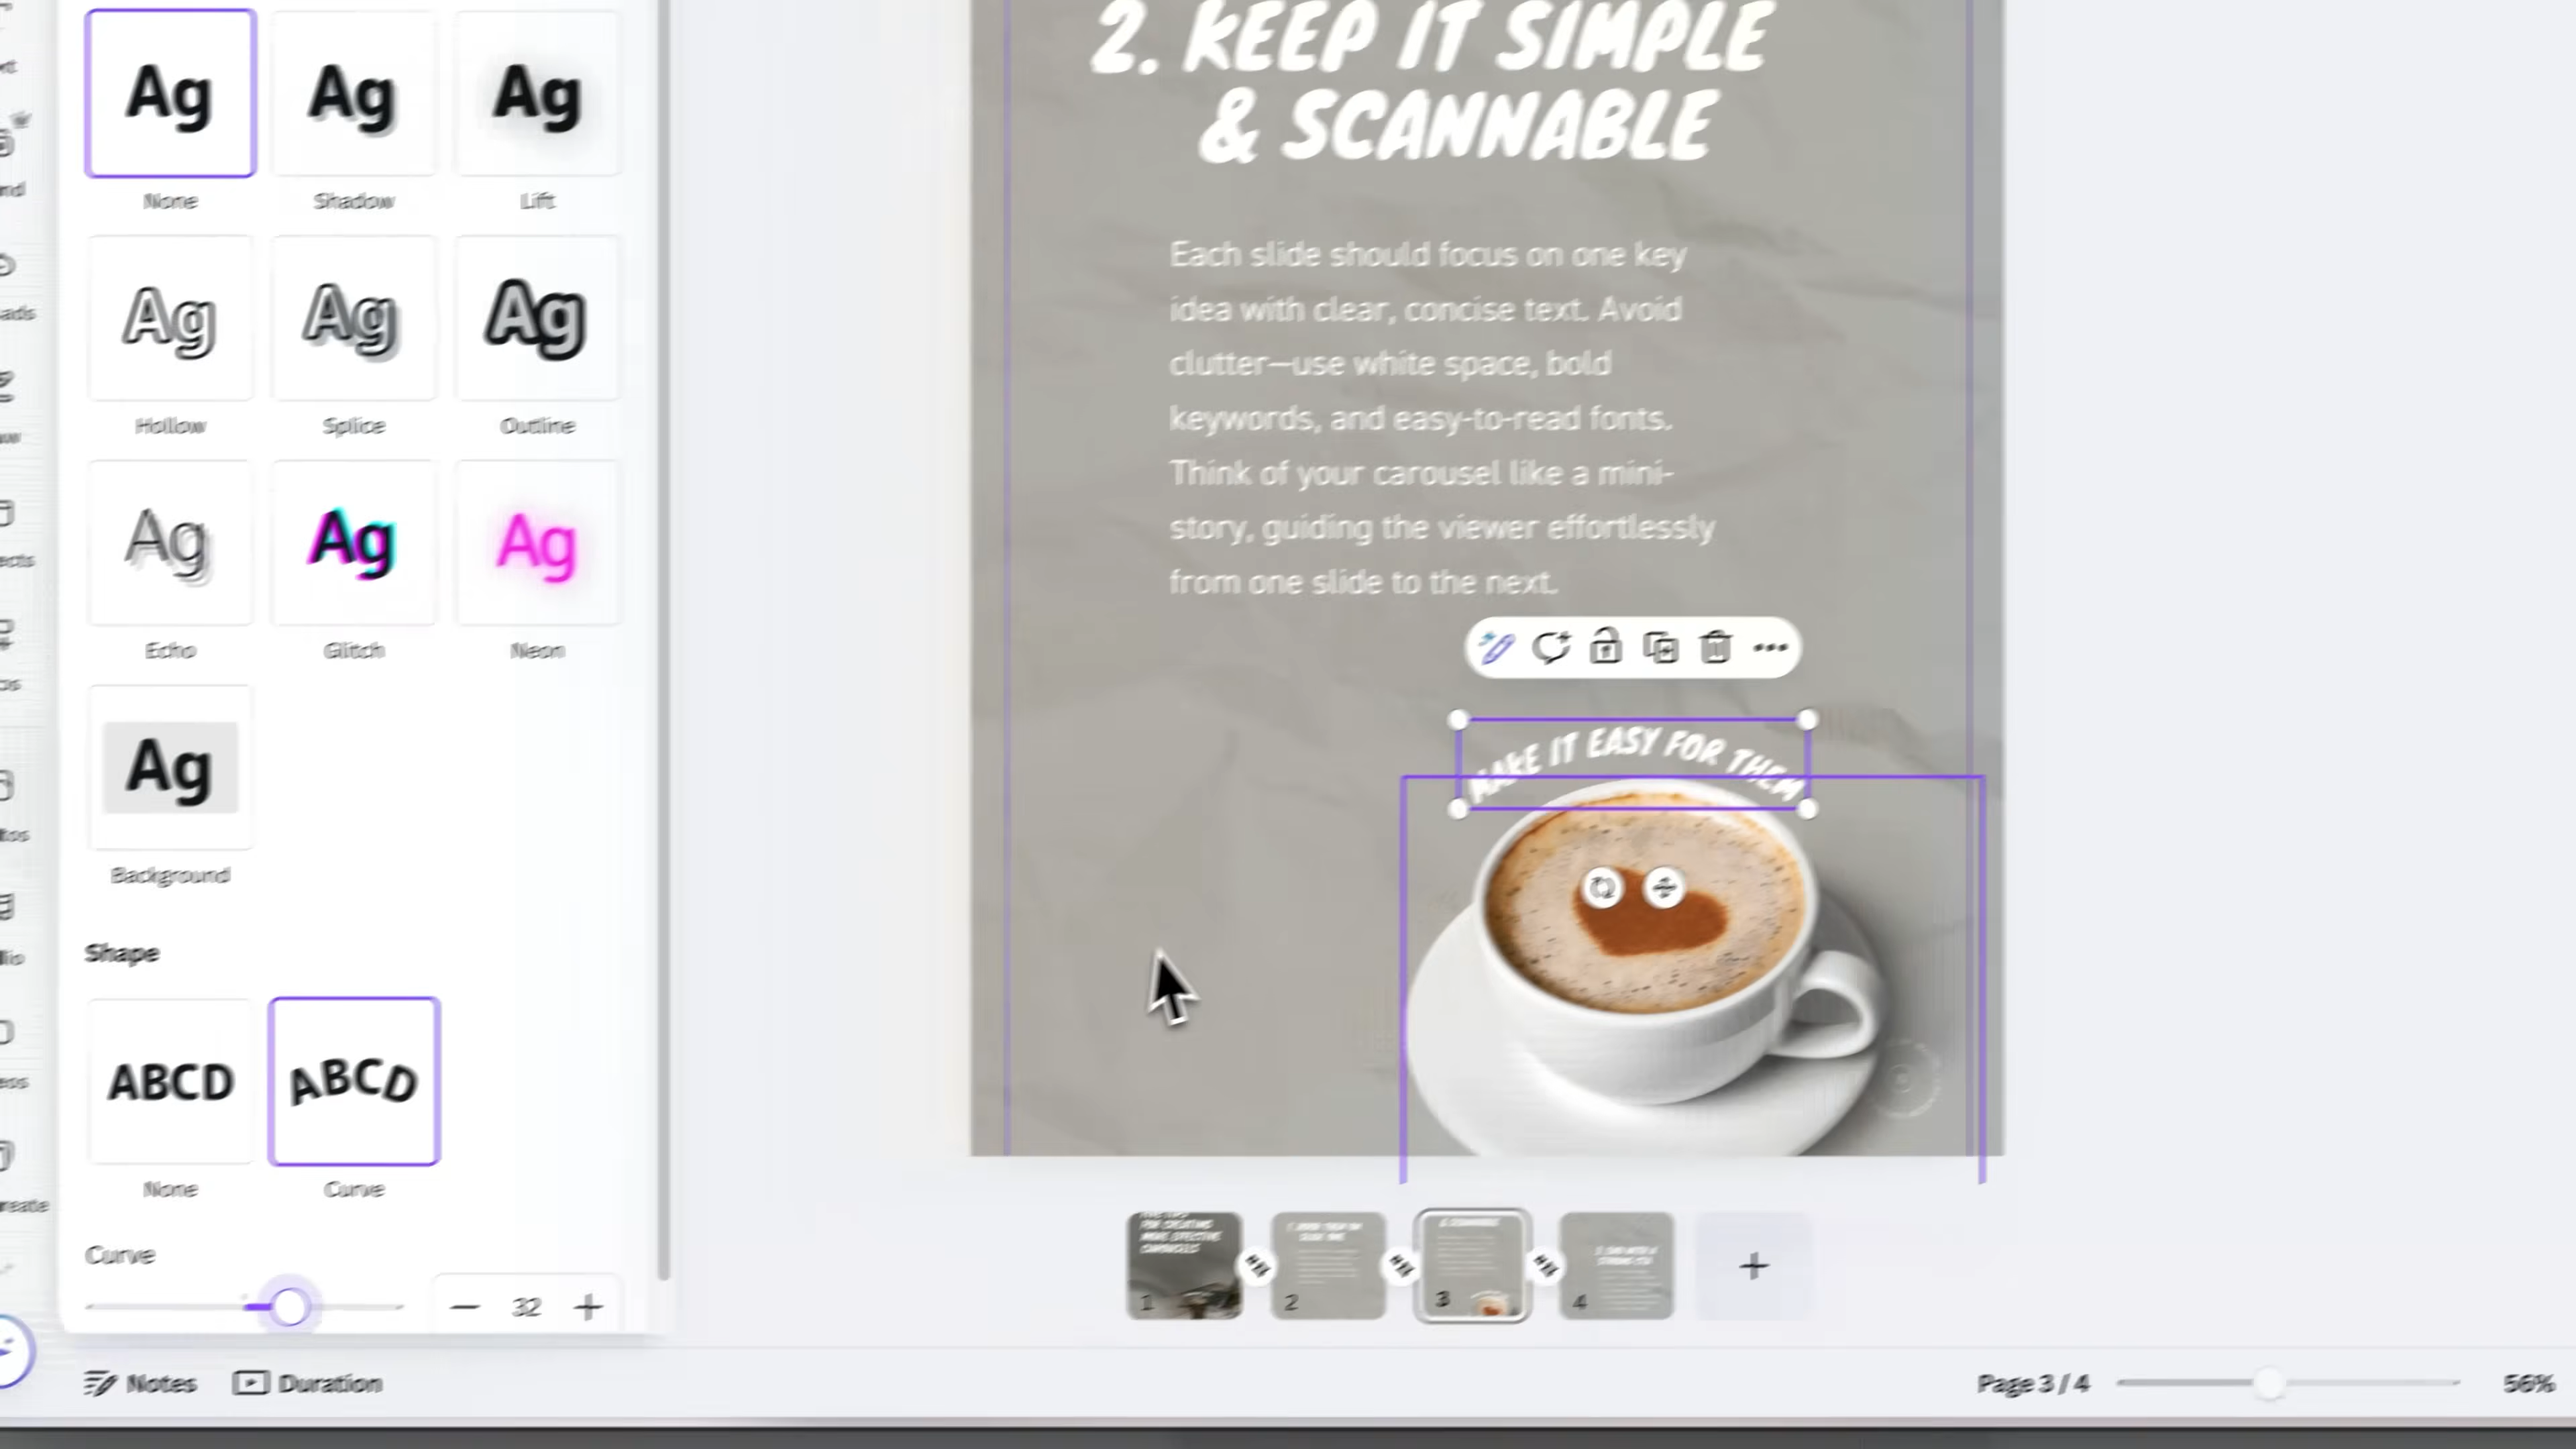 Ag
Ag
Ag
None
Shadow
Lift
Ag
Ag
Ag
Hollow
Splice
Outline
Ag
Ag
Ag
Echo
Glitch
Neon
Ag
Background
Shape
ABCD
ABCD
None
Curve
Curve
32
Notes
Duration
2. KEEP IT SIMPLE
& SCANNABLE
Each slide should focus on one key
idea with clear, concise text. Avoid
clutter—use white space, bold
keywords, and easy-to-read fonts.
Think of your carousel like a mini-
story, guiding the viewer effortlessly
from one slide to the next.
MAKE IT EASY FOR THEM
1
2
3
4
Page 3 / 4
56%